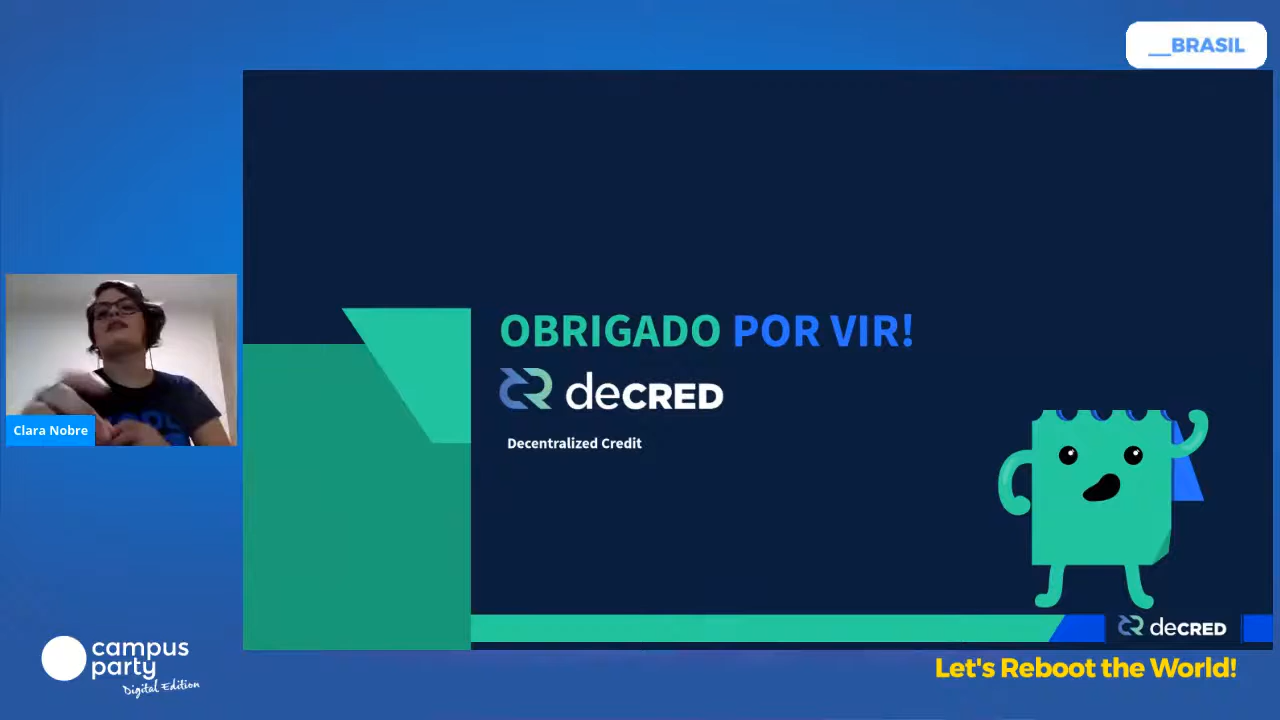 __BRASIL
OBRIGADO POR VIR!
deCRED
Decentralized Credit
Clara Nobre
deCRED
campus
party
Digital Edition
Let's Reboot the World!